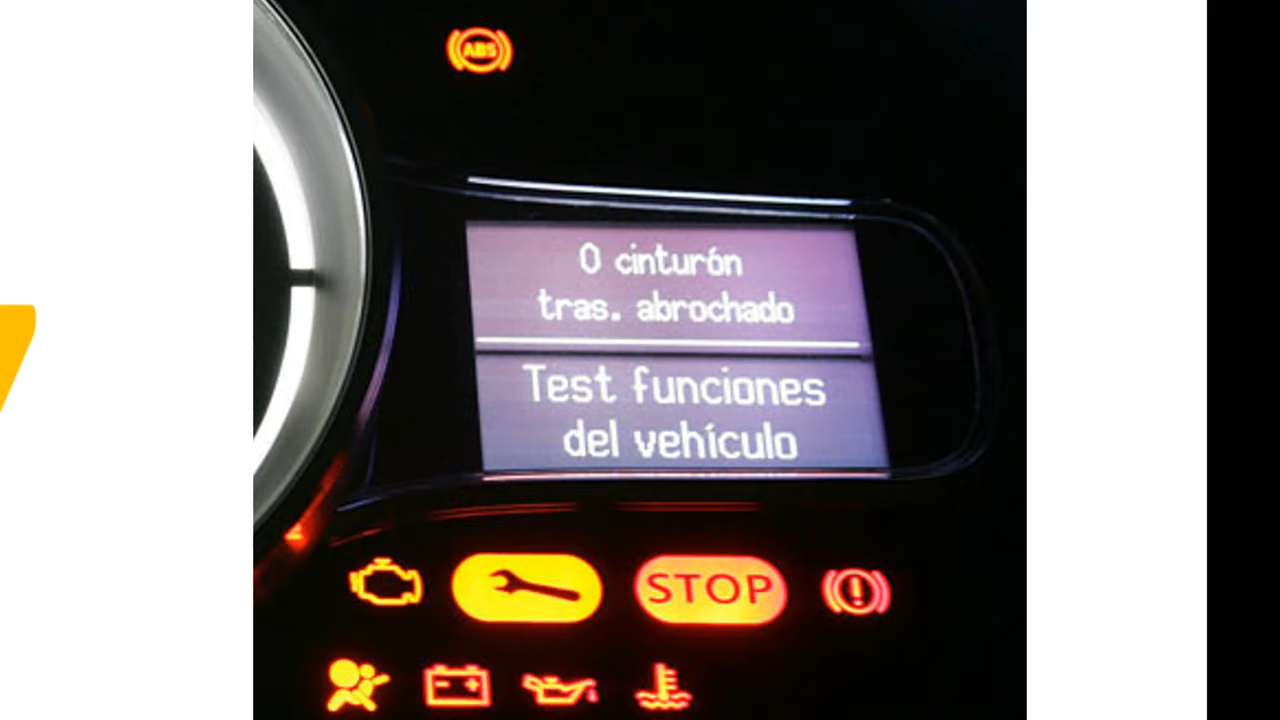 ABS
0 cinturón
tras. abrochado
Test funciones
del vehículo
STOP